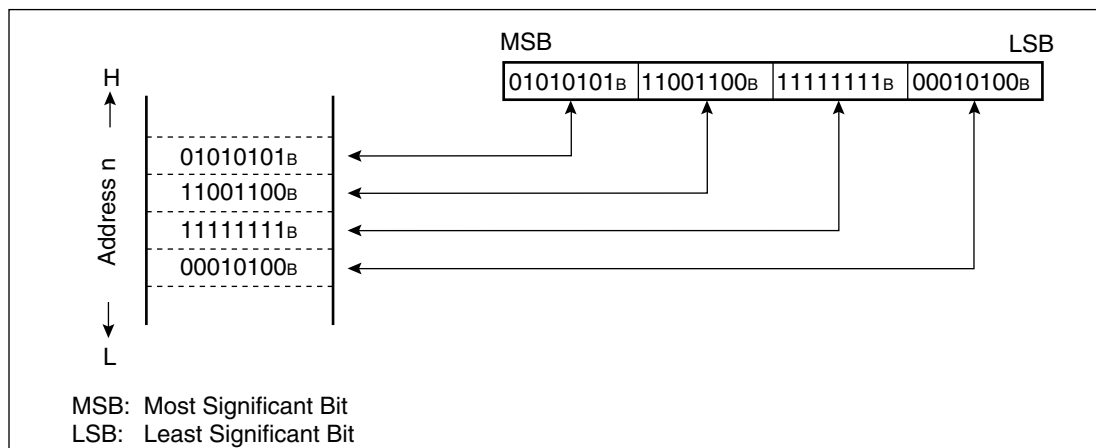 MSB LSB
01010101B 11001100B 11111111B 00010100B
H
Address n
01010101B
11001100B
11111111B
00010100B
L
MSB: Most Significant Bit
LSB: Least Significant Bit